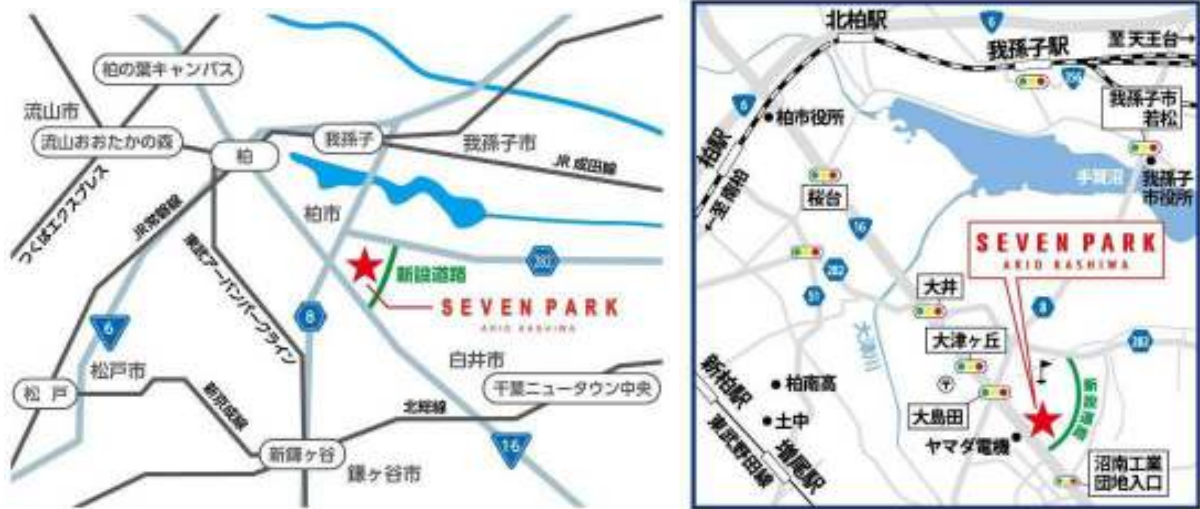 柏の葉キャンパス
流山市
流山おおたかの森
柏
我孫子
我孫子市
JR 成田線
つくばエクスプレス
JR常磐線
柏市
東武アーバンパークライン
新設道路
282
SEVEN PARK
ARIO KASHIWA
8
6
松戸市
松 戸
新京成線
白井市
千葉ニュータウン中央
北総線
16
新鎌ヶ谷
鎌ヶ谷市
北柏駅
6
我孫子駅
至 天王台→
356
6
柏市役所
我孫子市
若松
柏駅
←至 南柏
桜台
手賀沼
我孫子
市役所
16
SEVEN PARK
ARIO KASHIWA
282
51
大井
8
大津川
大津ヶ丘
282
新柏駅
柏南高
大島田
新設道路
土中
ヤマダ電機
東武野田線
増尾駅
沼南工業
団地入口